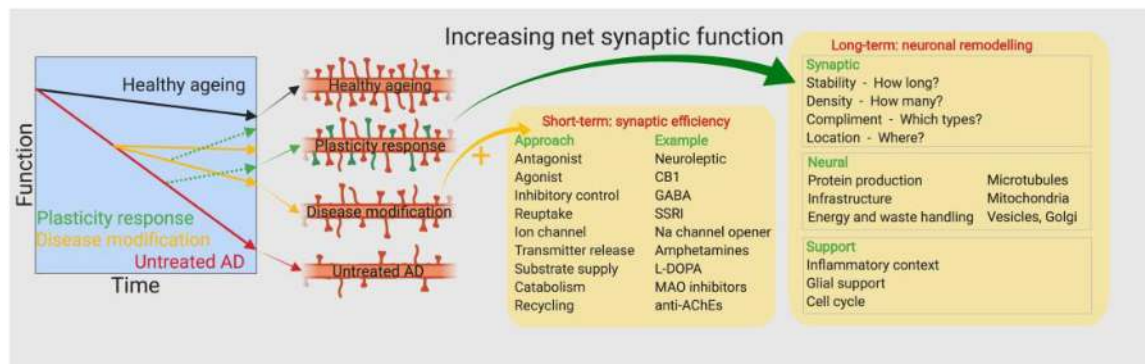 Increasing net synaptic function
Healthy ageing
Function
Plasticity response
Disease modification
Untreated AD
Time
Healthy ageing
Plasticity response
Disease modification
Untreated AD
+
Short-term: synaptic efficiency
Approach Example
Antagonist Neuroleptic
Agonist CB1
Inhibitory control GABA
Reuptake SSRI
Ion channel Na channel opener
Transmitter release Amphetamines
Substrate supply L-DOPA
Catabolism MAO inhibitors
Recycling anti-AChEs
Long-term: neuronal remodelling
Synaptic
Stability - How long?
Density - How many?
Compliment - Which types?
Location - Where?
Neural
Protein production Microtubules
Infrastructure Mitochondria
Energy and waste handling Vesicles, Golgi
Support
Inflammatory context
Glial support
Cell cycle